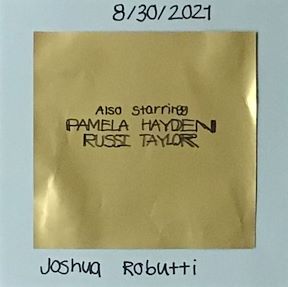 8/30/2021
Also Starring
PAMELA HAYDEN
RUSSI TAYLOR
Joshua Robutti